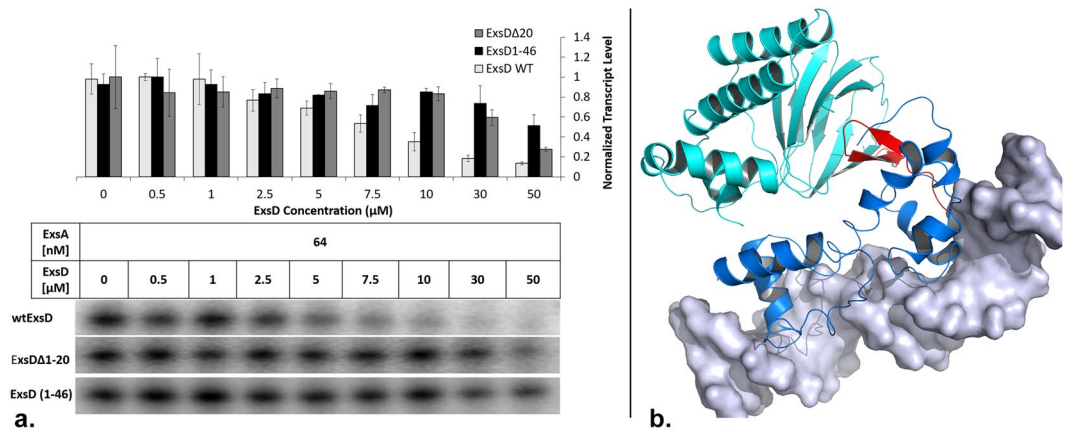 ExsDΔ20
ExsD1-46
ExsD WT
1.4
1.2
1
0.8
0.6
0.4
0.2
0
Normalized Transcript Level
0 0.5 1 2.5 5 7.5 10 30 50
ExsD Concentration (µM)
ExsA [nM] 64
ExsD [µM] 0 0.5 1 2.5 5 7.5 10 30 50
wtExsD
ExsDΔ1-20
ExsD (1-46)
a.
b.